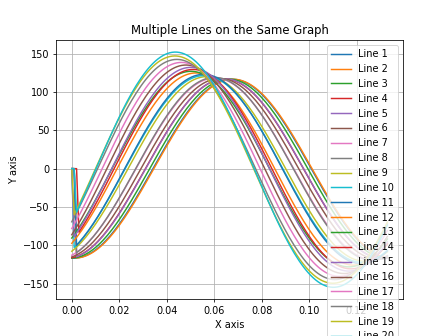 Multiple Lines on the Same Graph
150
100
50
0
−50
−100
−150
Y axis
0.00
0.02
0.04
0.06
0.08
0.10
X axis
Line 1
Line 2
Line 3
Line 4
Line 5
Line 6
Line 7
Line 8
Line 9
Line 10
Line 11
Line 12
Line 13
Line 14
Line 15
Line 16
Line 17
Line 18
Line 19
Line 20